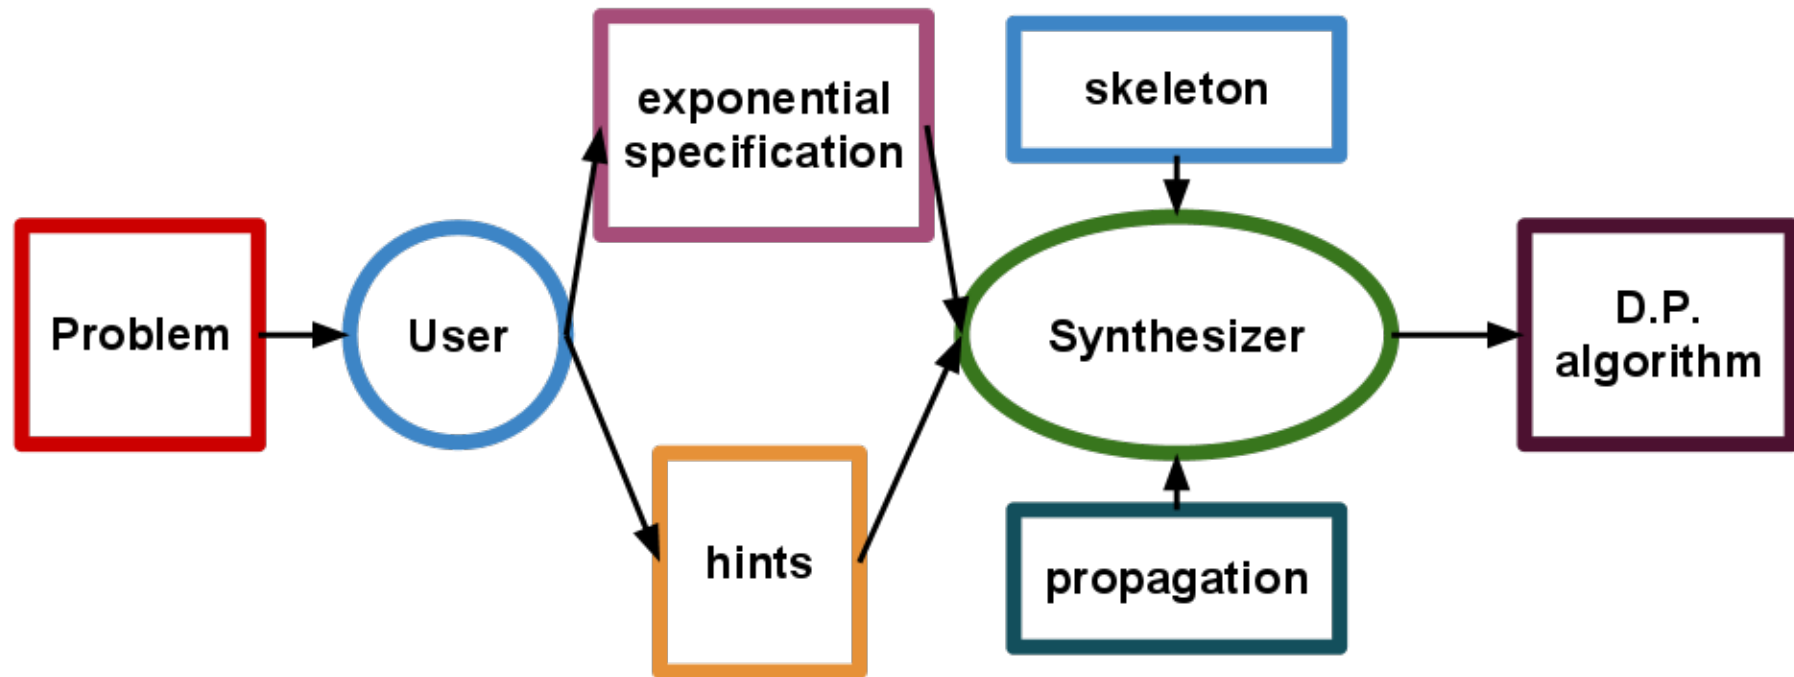 Problem
User
exponential
specification
hints
skeleton
Synthesizer
propagation
D.P.
algorithm